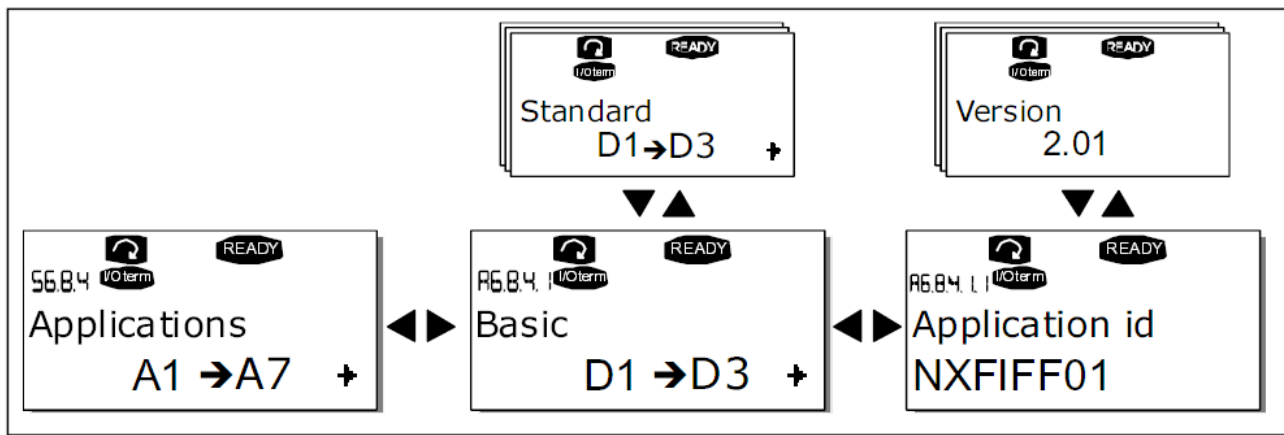 READY
I/Oterm
Standard
D1➔D3
READY
I/Oterm
Version
2.01
READY
S6.8.4 I/Oterm
Applications
A1 ➔A7
READY
A6.8.4.1 I/Oterm
Basic
D1 ➔D3
READY
A6.8.4.1.1 I/Oterm
Application id
NXFIFF01